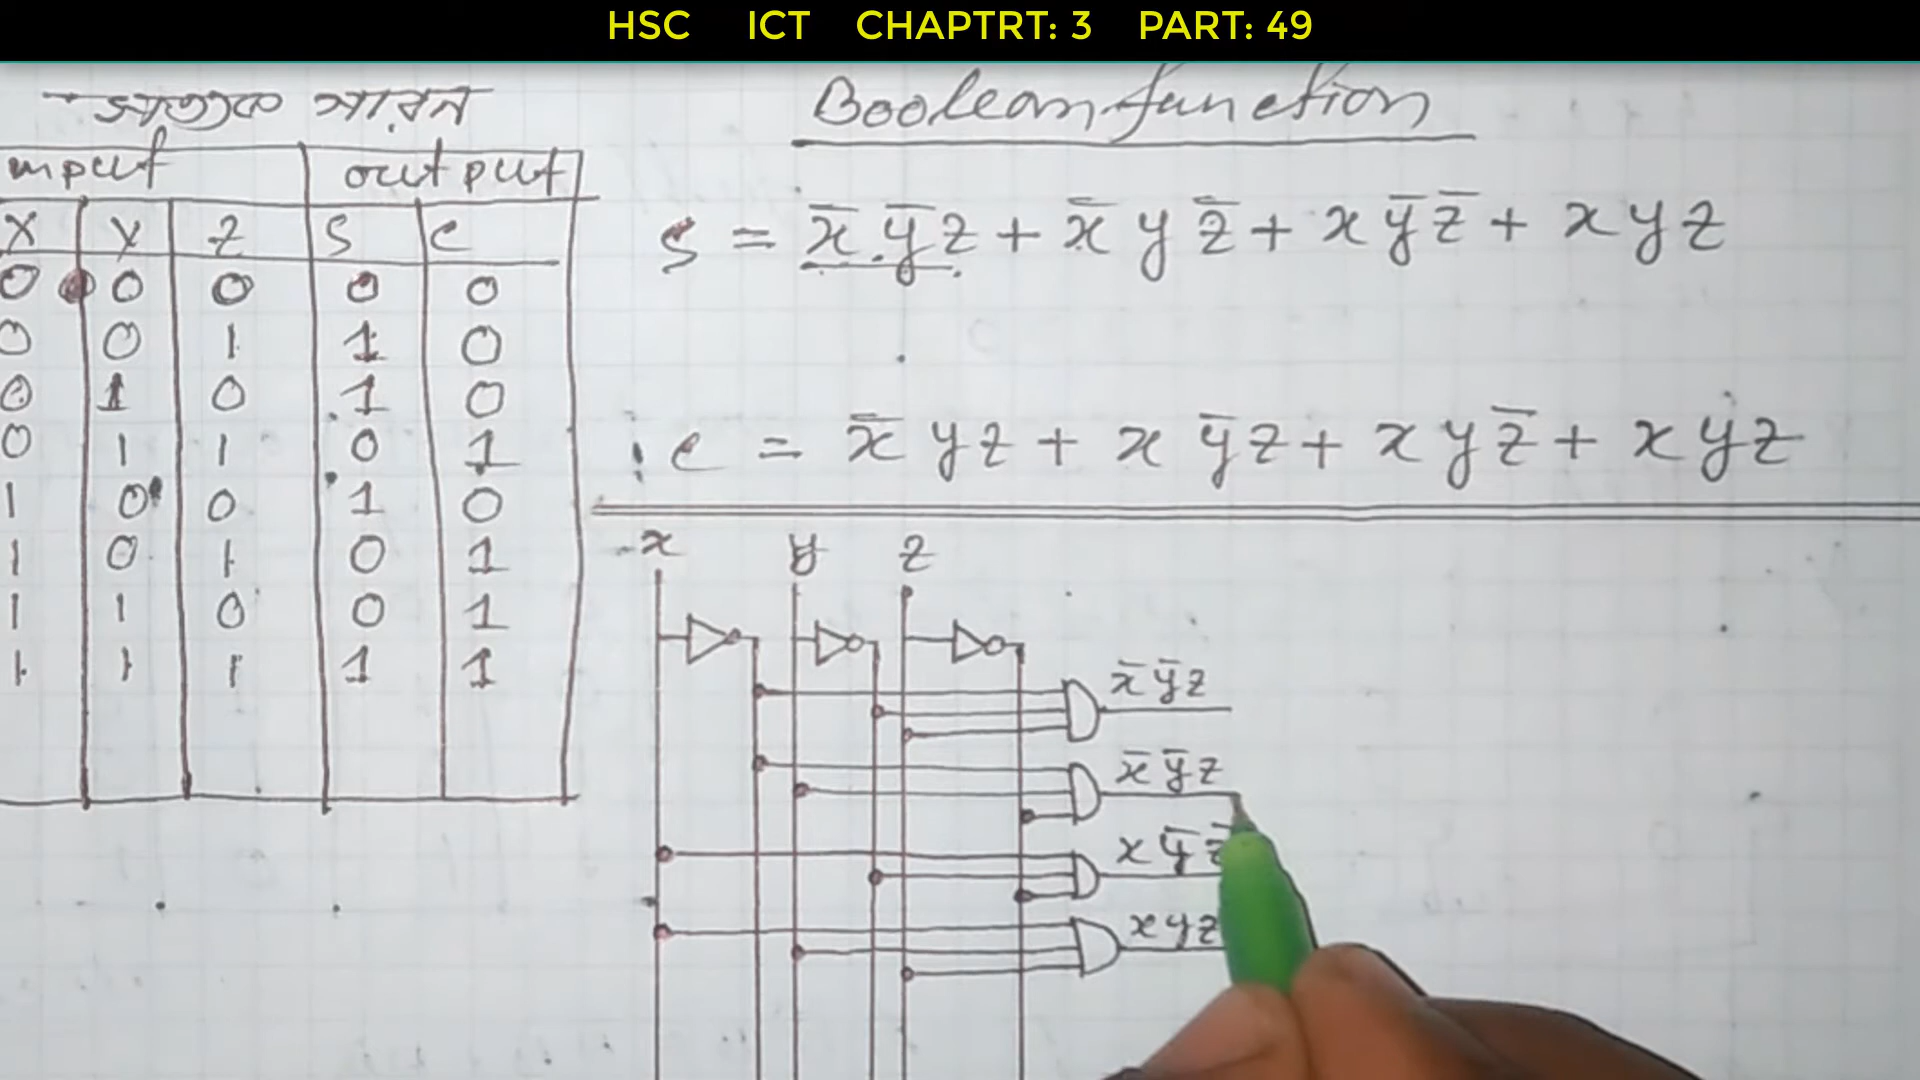 HSC ICT CHAPTRT: 3 PART: 49
input output
X Y Z S C
0 0 0 0 0
0 0 1 1 0
0 1 0 1 0
0 1 1 0 1
1 0 0 1 0
1 0 1 0 1
1 1 0 0 1
1 1 1 1 1
Boolean function
S = x̄.ȳz + x̄yz̄ + xȳz̄ + xyz
c = x̄yz + xȳz + xyz̄ + xyz
x y z
x̄ȳz
x̄ȳz
xȳz̄
xyz